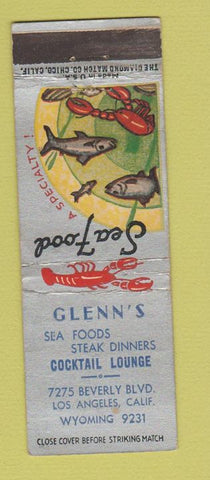 THE DIAMOND MATCH CO. CHICO, CALIF.
Made in U.S.A.
A SPECIALTY!
Sea Food
GLENN'S
SEA FOODS
STEAK DINNERS
COCKTAIL LOUNGE
7275 BEVERLY BLVD.
LOS ANGELES, CALIF.
WYOMING 9231
CLOSE COVER BEFORE STRIKING MATCH